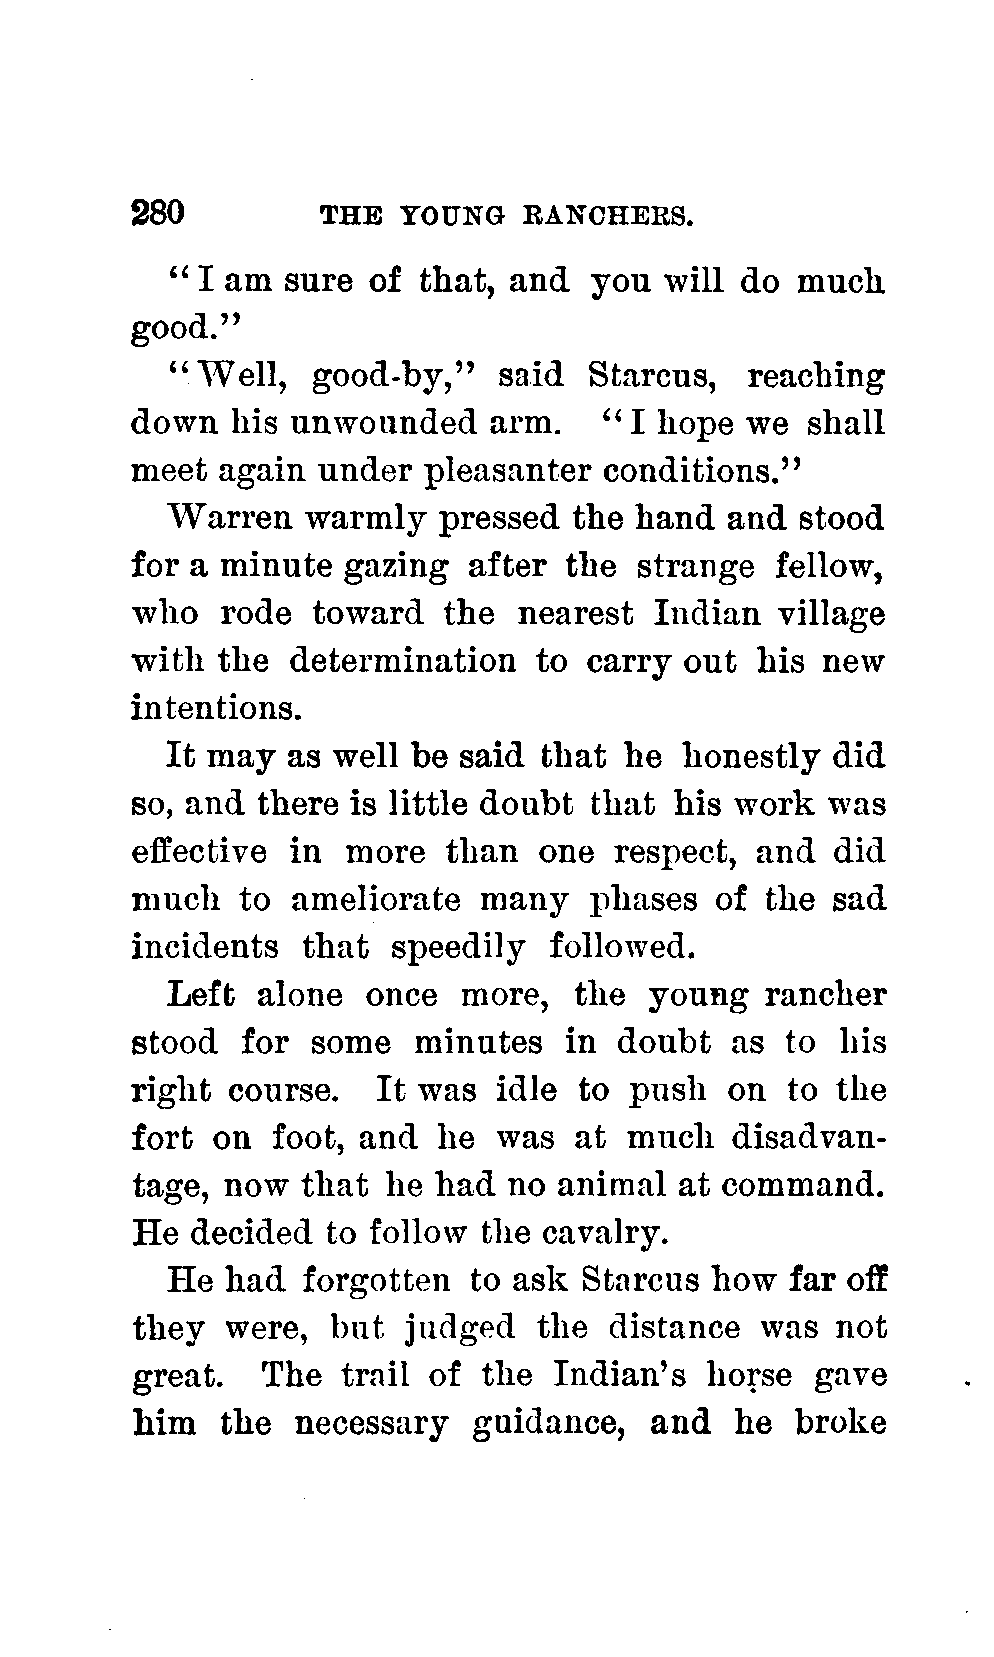 280 THE YOUNG RANCHERS.
“I am sure of that, and you will do much
good.”
“Well, good-by,” said Starcus, reaching
down his unwounded arm. “I hope we shall
meet again under pleasanter conditions.”
Warren warmly pressed the hand and stood
for a minute gazing after the strange fellow,
who rode toward the nearest Indian village
with the determination to carry out his new
intentions.
It may as well be said that he honestly did
so, and there is little doubt that his work was
effective in more than one respect, and did
much to ameliorate many phases of the sad
incidents that speedily followed.
Left alone once more, the young rancher
stood for some minutes in doubt as to his
right course. It was idle to push on to the
fort on foot, and he was at much disadvan-
tage, now that he had no animal at command.
He decided to follow the cavalry.
He had forgotten to ask Starcus how far off
they were, but judged the distance was not
great. The trail of the Indian’s horse gave
him the necessary guidance, and he broke